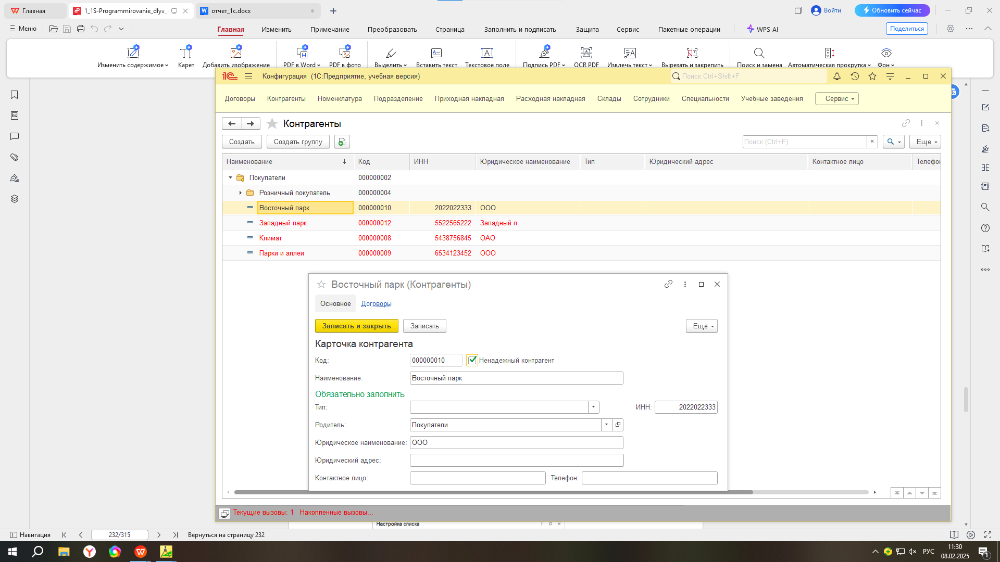 Главная
1_1S-Programmirovanie_dlya_
отчет_1с.docx
Войти
Обновить сейчас
Меню
Главная
Изменить
Примечание
Преобразовать
Страница
Заполнить и подписать
Защита
Сервис
Пакетные операции
WPS AI
Поделиться
Изменить содержимое
Карет
Добавить изображение
PDF в Word
PDF в фото
Выделить
Вставить текст
Текстовое поле
Подпись PDF
OCR PDF
Извлечь текст
Вырезать и закрепить
Поиск и замена
Автоматическая прокрутка
Фон
Конфигурация (1С:Предприятие, учебная версия)
Поиск Ctrl+Shift+F
Договоры Контрагенты Номенклатура Подразделение Приходная накладная Расходная накладная Склады Сотрудники Специальности Учебные заведения Сервис
Контрагенты
Создать Создать группу Поиск (Ctrl+F) × Еще
Наименование ↓ Код ИНН Юридическое наименование Тип Юридический адрес Контактное лицо Телефон
Покупатели 000000002
Розничный покупатель 000000004
Восточный парк 000000010 2022022333 ООО
Западный парк 000000012 5522565222 Западный п
Климат 000000008 5438756845 ОАО
Парки и аллеи 000000009 6534123452 ООО
Восточный парк (Контрагенты)
Основное Договоры
Записать и закрыть Записать Еще
Карточка контрагента
Код: 000000010 Ненадежный контрагент
Наименование: Восточный парк
Обязательно заполнить
Тип: ИНН: 2022022333
Родитель: Покупатели
Юридическое наименование: ООО
Юридический адрес:
Контактное лицо: Телефон:
Текущие вызовы: 1 Накопленные вызовы...
Настройка списка
Навигация 232/315 Вернуться на страницу 232
РУС
11:30
08.02.2025
1